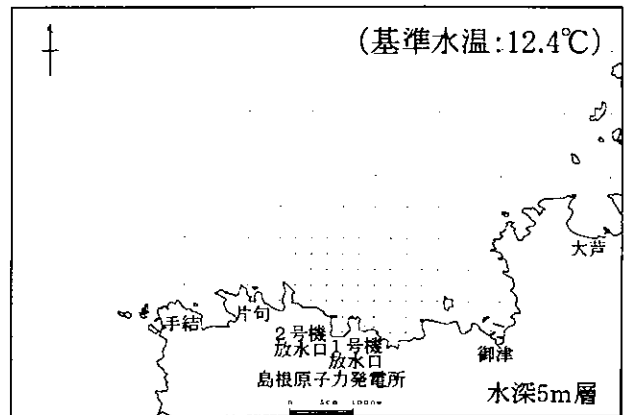 (基準水温:12.4℃)
大芦
片句
手結
2号機
放水口
1号機
放水口
御津
島根原子力発電所
水深5m層